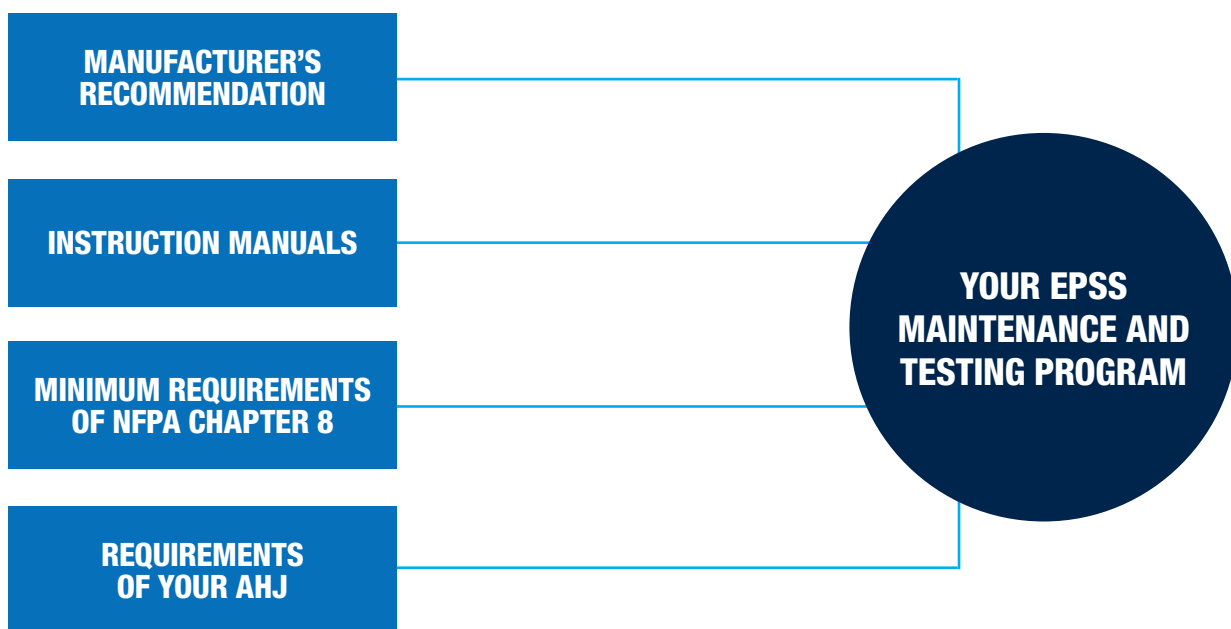 MANUFACTURER’S
RECOMMENDATION
INSTRUCTION MANUALS
MINIMUM REQUIREMENTS
OF NFPA CHAPTER 8
REQUIREMENTS
OF YOUR AHJ
YOUR EPSS
MAINTENANCE AND
TESTING PROGRAM